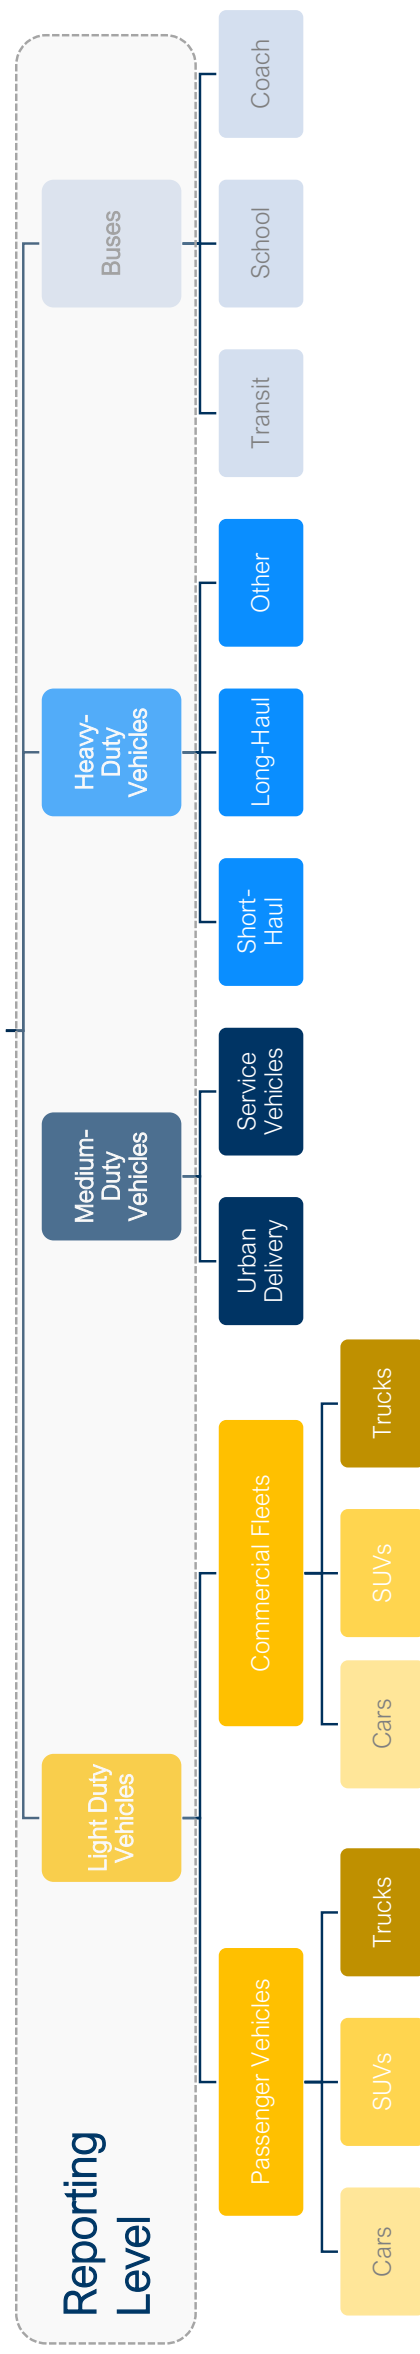 Reporting
Level
Light Duty
Vehicles
Medium-
Duty
Vehicles
Heavy-
Duty
Vehicles
Buses
Passenger Vehicles
Commercial Fleets
Urban
Delivery
Service
Vehicles
Short-
Haul
Long-Haul
Other
Transit
School
Coach
Cars
SUVs
Trucks
Cars
SUVs
Trucks